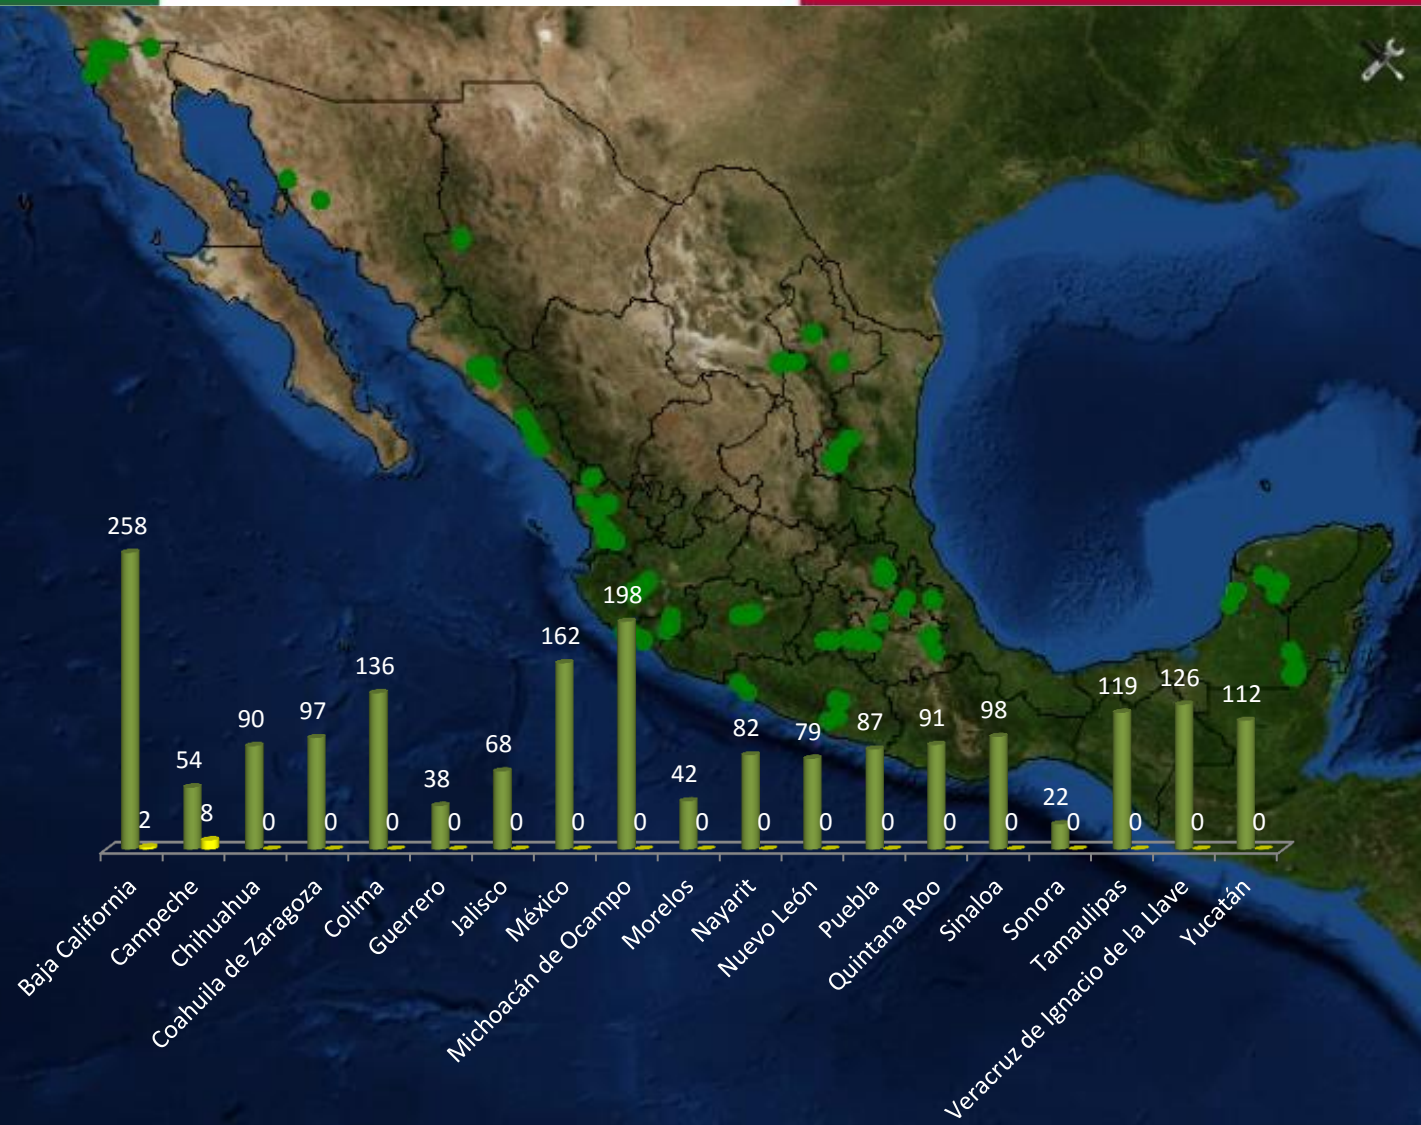 258
2
54
8
90
0
97
0
136
0
38
0
68
0
162
0
198
0
42
0
82
0
79
0
87
0
91
0
98
0
22
0
119
0
126
0
112
0
Baja California
Campeche
Chihuahua
Coahuila de Zaragoza
Colima
Guerrero
Jalisco
México
Michoacán de Ocampo
Morelos
Nayarit
Nuevo León
Puebla
Quintana Roo
Sinaloa
Sonora
Tamaulipas
Veracruz de Ignacio de la Llave
Yucatán